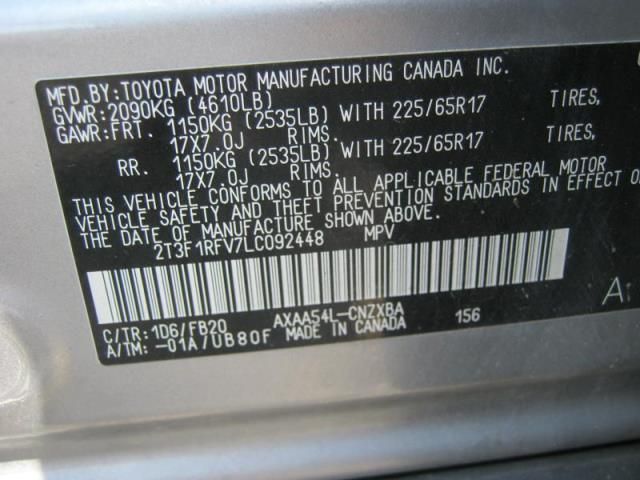 MFD.BY:TOYOTA MOTOR MANUFACTURING CANADA INC.
GVWR:2090KG (4610LB)
GAWR:FRT. 1150KG (2535LB) WITH 225/65R17 TIRES,
17X7.0J RIMS.
RR. 1150KG (2535LB) WITH 225/65R17 TIRES,
17X7.0J RIMS.
THIS VEHICLE CONFORMS TO ALL APPLICABLE FEDERAL MOTOR
VEHICLE SAFETY AND THEFT PREVENTION STANDARDS IN EFFECT O
THE DATE OF MANUFACTURE SHOWN ABOVE.
2T3F1RFV7LC092448 MPV
C/TR:1D6/FB20 AXAA54L-CNZXBA 156
A/TM:-01A/UB80F MADE IN CANADA